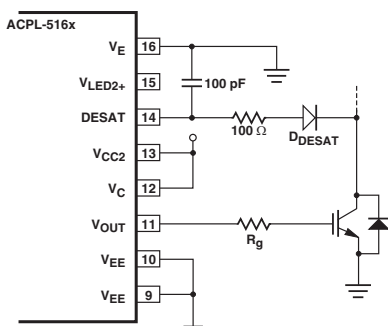 ACPL-516x
VE 16
VLED2+ 15
100 pF
DESAT 14
100 Ω
DDESAT
VCC2 13
VC 12
VOUT 11
Rg
VEE 10
VEE 9